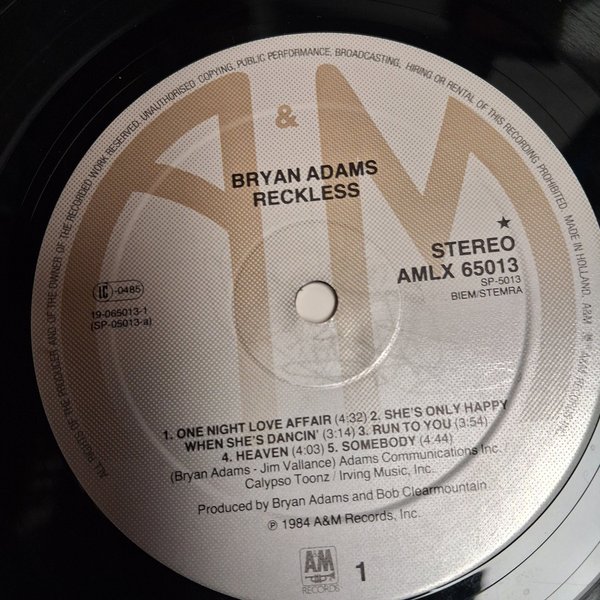 ALL RIGHTS OF THE PRODUCER AND OF THE OWNER OF THE RECORDED WORK RESERVED. UNAUTHORISED COPYING, PUBLIC PERFORMANCE, BROADCASTING, HIRING OR RENTAL OF THIS RECORDING PROHIBITED. MADE IN HOLLAND. A&M
&
BRYAN ADAMS
RECKLESS
★
STEREO
AMLX 65013
SP-5013
BIEM/STEMRA
LC-0485
19-065013-1
(SP-05013-a)
1. ONE NIGHT LOVE AFFAIR (4:32) 2. SHE'S ONLY HAPPY
WHEN SHE'S DANCIN' (3:14) 3. RUN TO YOU (3:54)
4. HEAVEN (4:03) 5. SOMEBODY (4:44)
(Bryan Adams - Jim Vallance) Adams Communications Inc.
Calypso Toonz / Irving Music, Inc.
Produced by Bryan Adams and Bob Clearmountain
℗ 1984 A&M Records, Inc.
A&M
RECORDS
1